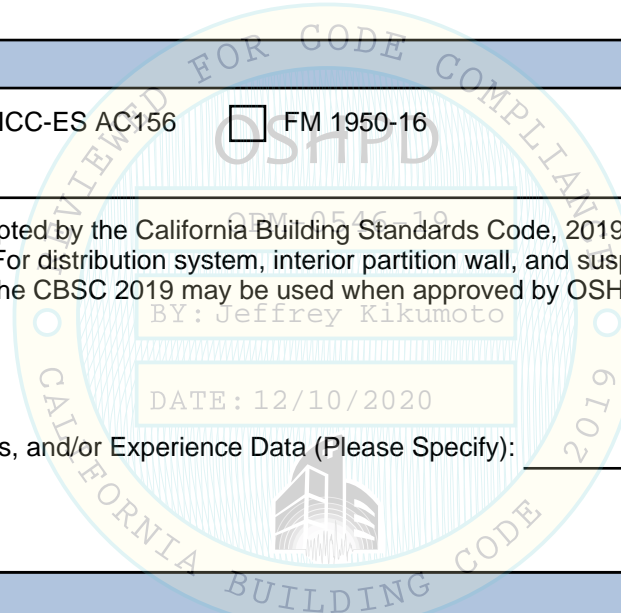 REVIEWED FOR CODE COMPLIANCE
ICC-ES AC156 FM 1950-16
OSHPD
OPM-0546-19
pted by the California Building Standards Code, 2019
For distribution system, interior partition wall, and susp
he CBSC 2019 may be used when approved by OSH
BY: Jeffrey Kikumoto
DATE: 12/10/2020
s, and/or Experience Data (Please Specify):
CALIFORNIA BUILDING CODE 2019